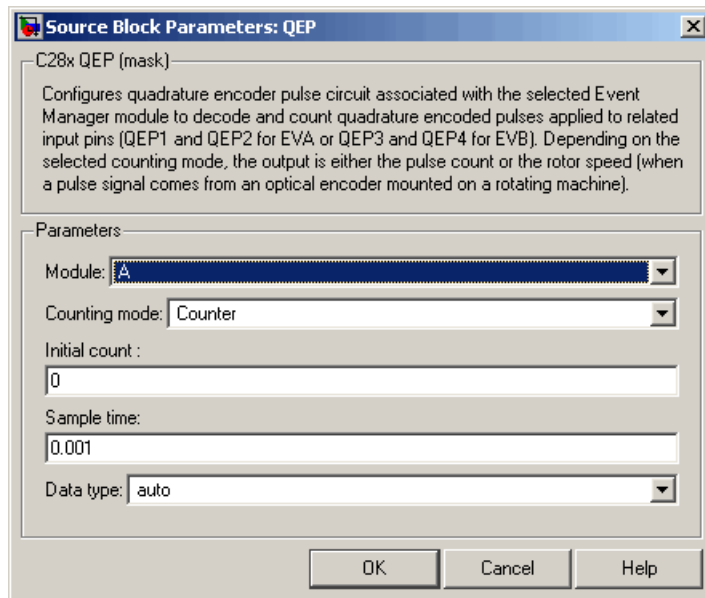 Source Block Parameters: QEP
C28x QEP (mask)
Configures quadrature encoder pulse circuit associated with the selected Event
Manager module to decode and count quadrature encoded pulses applied to related
input pins (QEP1 and QEP2 for EVA or QEP3 and QEP4 for EVB). Depending on the
selected counting mode, the output is either the pulse count or the rotor speed (when
a pulse signal comes from an optical encoder mounted on a rotating machine).
Parameters
Module: A
Counting mode: Counter
Initial count :
0
Sample time:
0.001
Data type: auto
OK Cancel Help